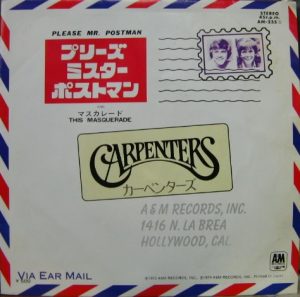 PLEASE MR. POSTMAN
STEREO
45r.p.m.
プリーズ
ミスター
ポストマン
マスカレード
THIS MASQUERADE
CARPENTERS
カーペンターズ
A & M RECORDS, INC.
1416 N. LA BREA
HOLLYWOOD, CAL.
VIA EAR MAIL
A&M